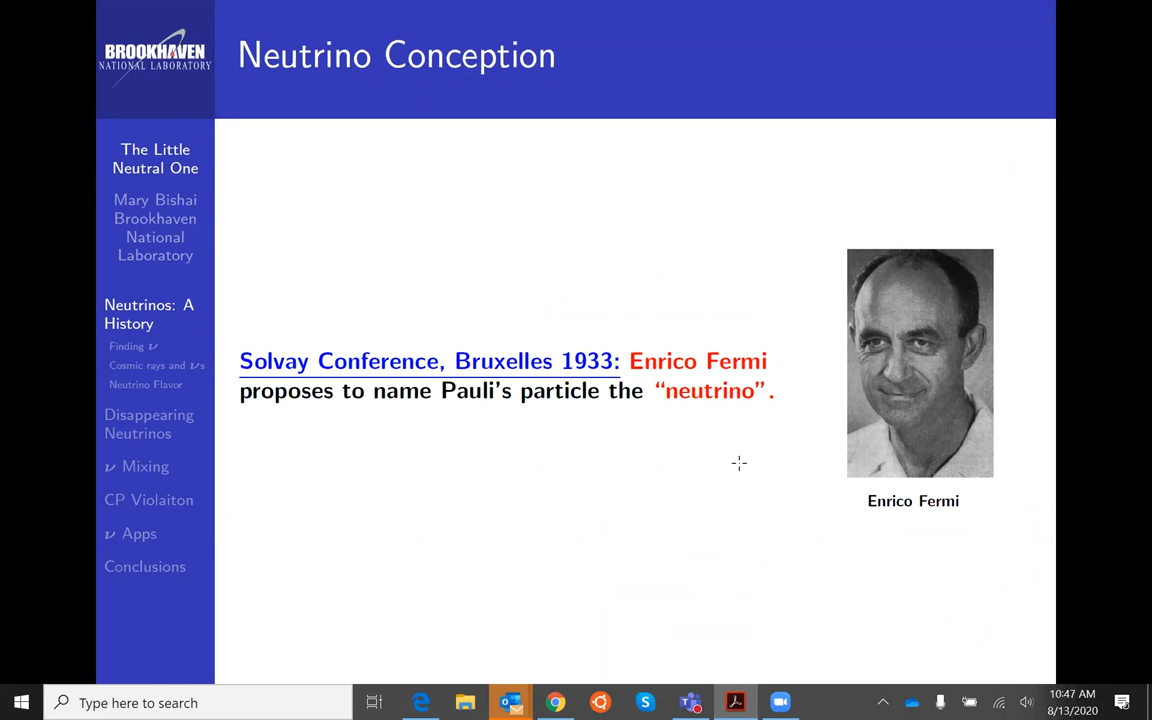 BROOKHAVEN
NATIONAL LABORATORY
Neutrino Conception
The Little
Neutral One
Mary Bishai
Brookhaven
National
Laboratory
Neutrinos: A
History
Finding ν
Cosmic rays and νs
Neutrino Flavor
Disappearing
Neutrinos
ν Mixing
CP Violaiton
ν Apps
Conclusions
Solvay Conference, Bruxelles 1933: Enrico Fermi
proposes to name Pauli's particle the “neutrino”.
Enrico Fermi
Type here to search
10:47 AM
8/13/2020